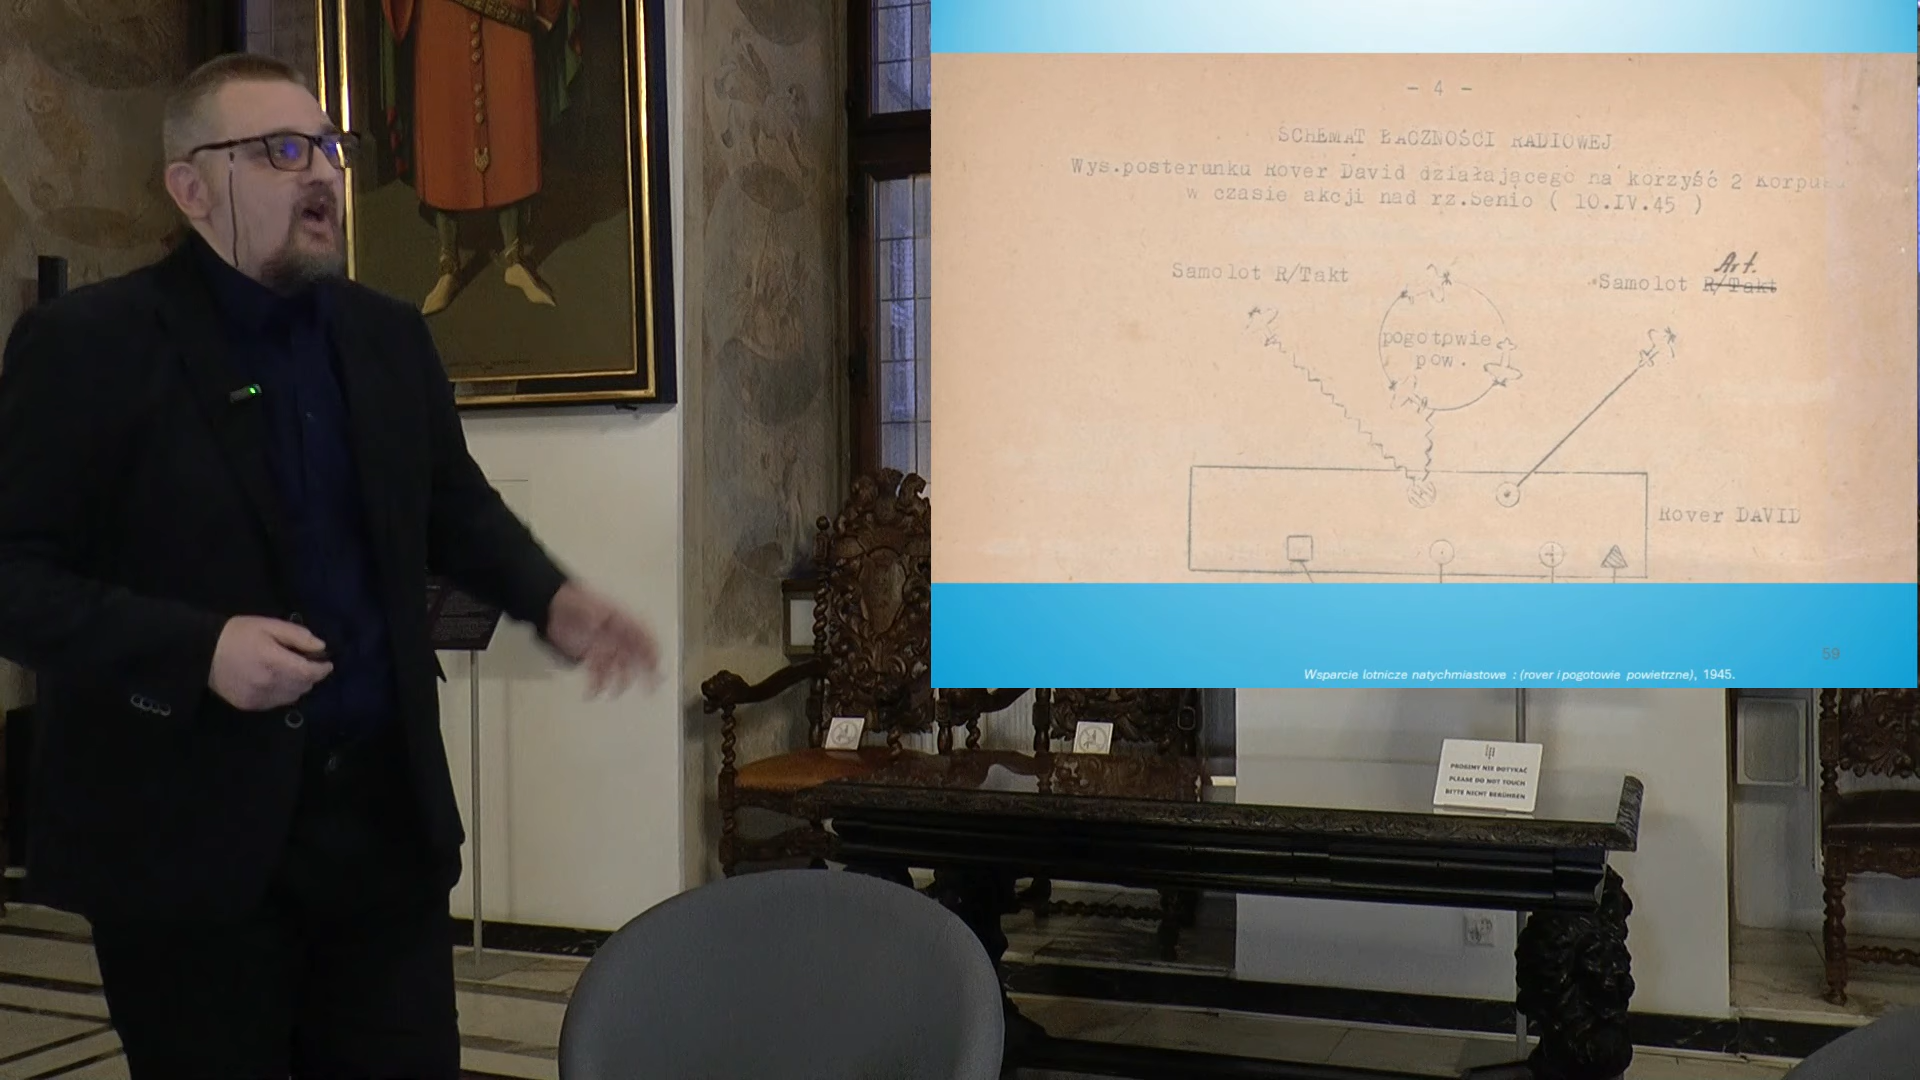 - 4 -
SCHEMAT ŁĄCZNOŚCI RADIOWEJ
Wys.posterunku Rover David działającego na korzyść 2 Korpusu
w czasie akcji nad rz.Senio ( 10.IV.45 )
Art.
Samolot R/Takt
Samolot R/Takt
pogotowie
pow.
Rover DAVID
59
Wsparcie lotnicze natychmiastowe : (rover i pogotowie powietrzne), 1945.
PROSIMY NIE DOTYKAĆ
PLEASE DO NOT TOUCH
BITTE NICHT BERÜHREN